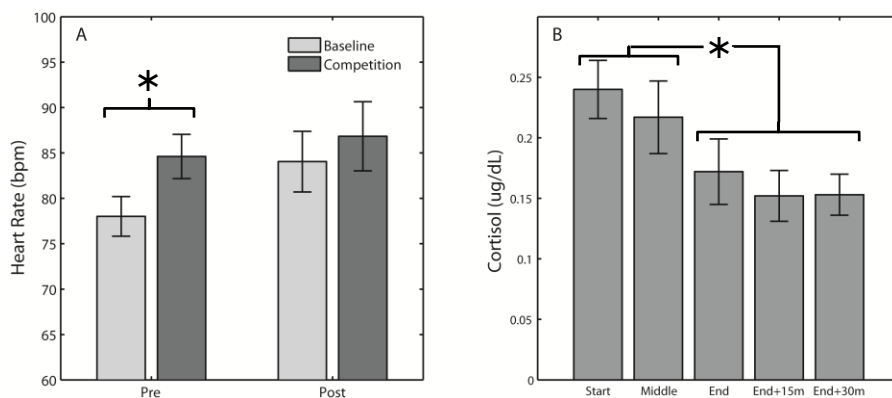 A
Baseline
Competition
*
Heart Rate (bpm)
100
95
90
85
80
75
70
65
60
Pre
Post
B
*
Cortisol (ug/dL)
0.25
0.2
0.15
0.1
0.05
0
Start
Middle
End
End+15m
End+30m